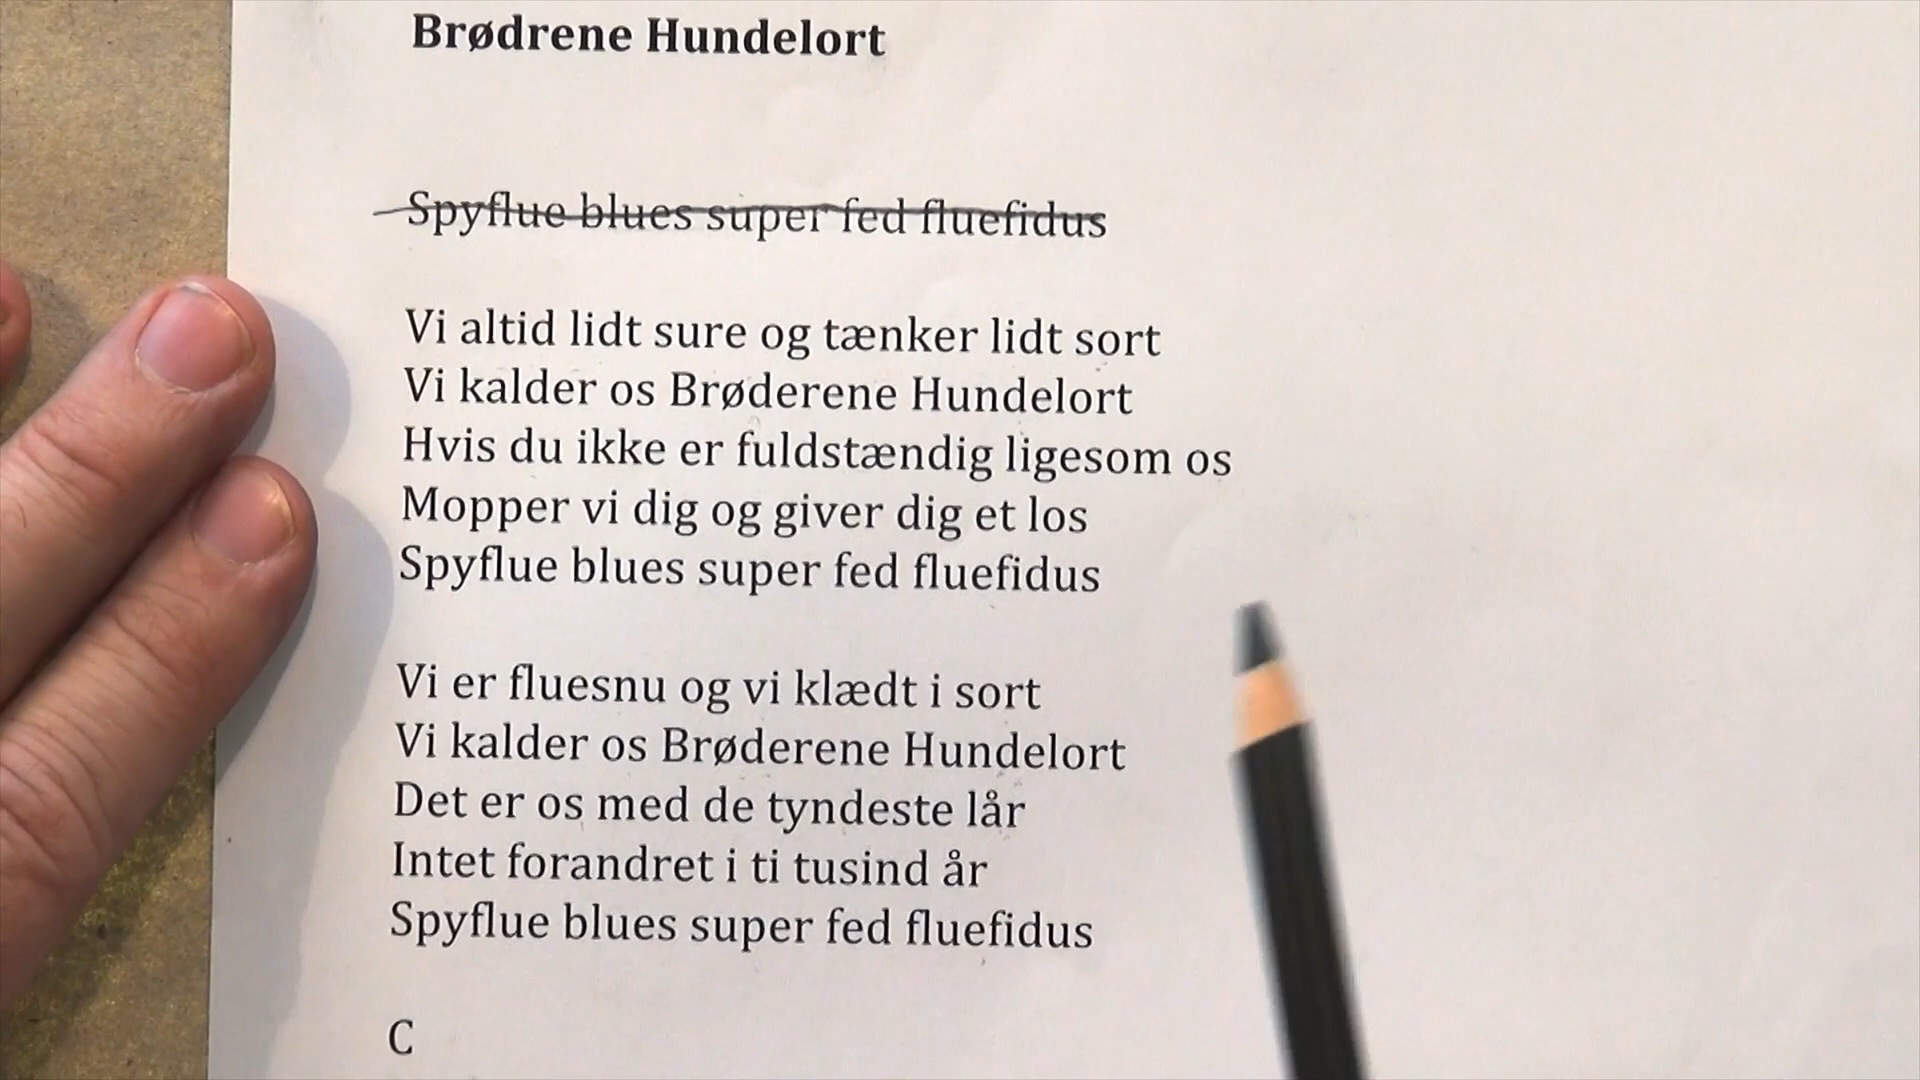 Brødrene Hundelort
Spyflue blues super fed fluefidus
Vi altid lidt sure og tænker lidt sort
Vi kalder os Brøderene Hundelort
Hvis du ikke er fuldstændig ligesom os
Mopper vi dig og giver dig et los
Spyflue blues super fed fluefidus
Vi er fluesnu og vi klædt i sort
Vi kalder os Brøderene Hundelort
Det er os med de tyndeste lår
Intet forandret i ti tusind år
Spyflue blues super fed fluefidus
C